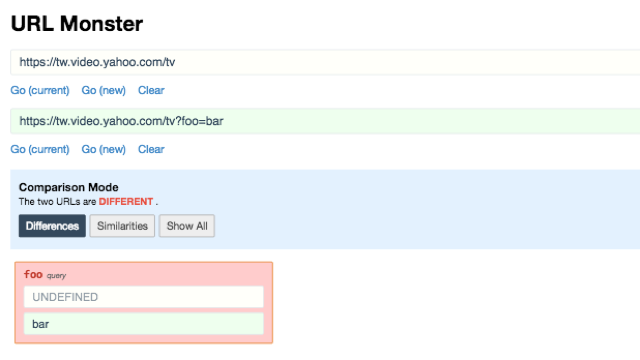 URL Monster
https://tw.video.yahoo.com/tv
Go (current) Go (new) Clear
https://tw.video.yahoo.com/tv?foo=bar
Go (current) Go (new) Clear
Comparison Mode
The two URLs are DIFFERENT .
Differences Similarities Show All
foo query
UNDEFINED
bar